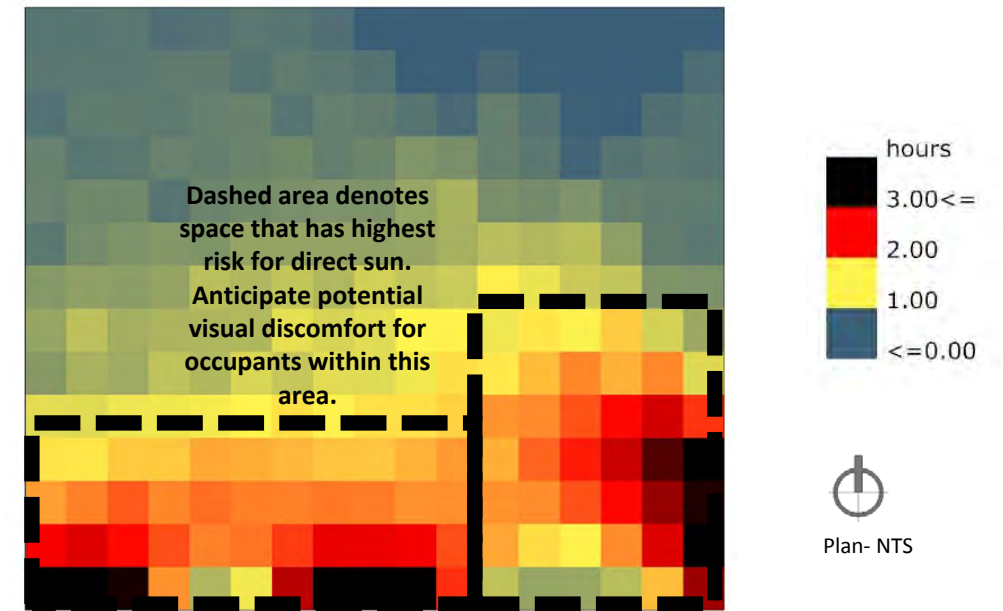 Dashed area denotes
space that has highest
risk for direct sun.
Anticipate potential
visual discomfort for
occupants within this
area.
hours
3.00<=
2.00
1.00
<=0.00
Plan- NTS